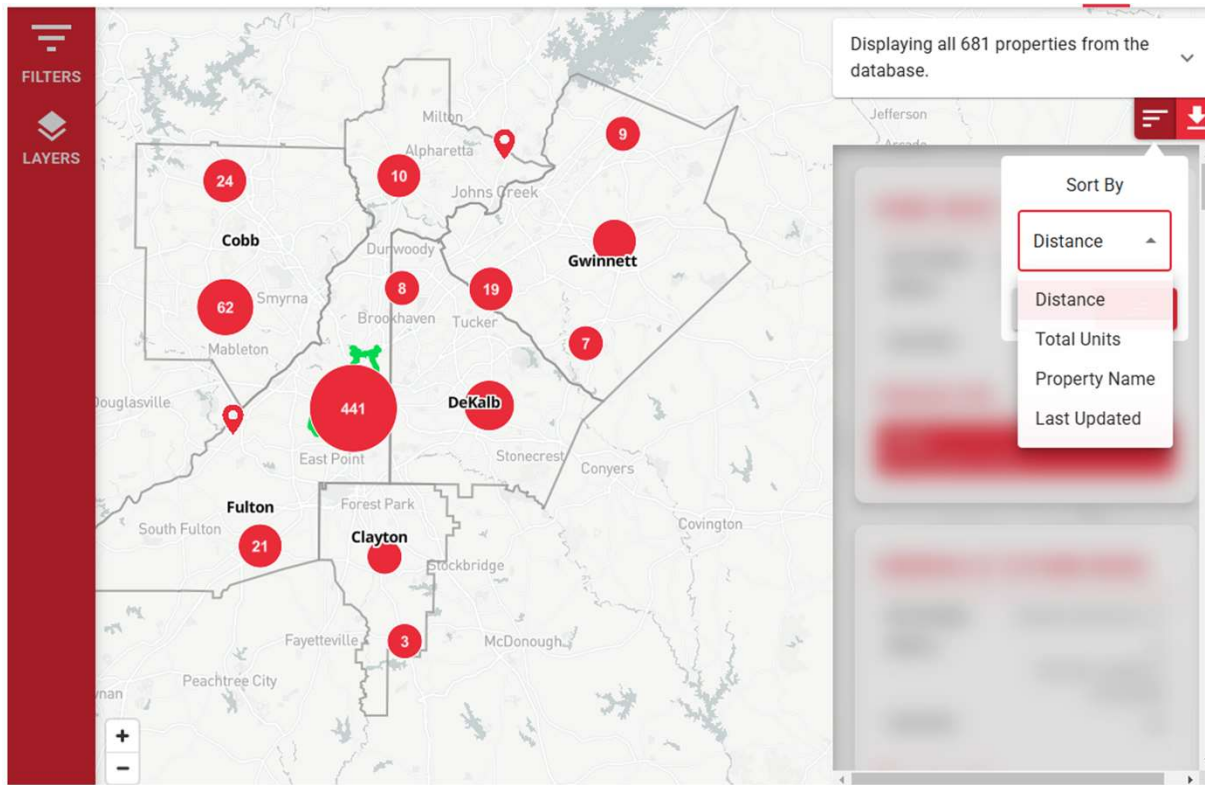 FILTERS
LAYERS
Displaying all 681 properties from the
database.
Sort By
Distance
Distance
Total Units
Property Name
Last Updated
Jefferson
Milton
9
Alpharetta
24
10
Johns Creek
Cobb
Dunwoody
Gwinnett
8
19
62
Smyrna
Brookhaven
Tucker
7
Mableton
Douglasville
441
DeKalb
East Point
Stonecrest
Conyers
Fulton
Forest Park
South Fulton
Covington
21
Clayton
Stockbridge
Fayetteville
3
McDonough
Peachtree City
+
−